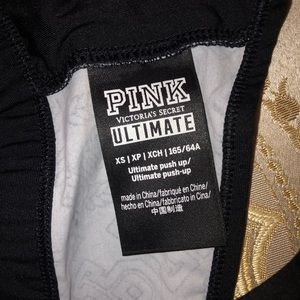 PINK
VICTORIA'S SECRET
ULTIMATE
XS | XP | XCH | 165/64A
Ultimate push up/
Ultimate push-up
made in China/fabriqué en Chine/
hecho en China/fabbricato in Cina/
中国制造